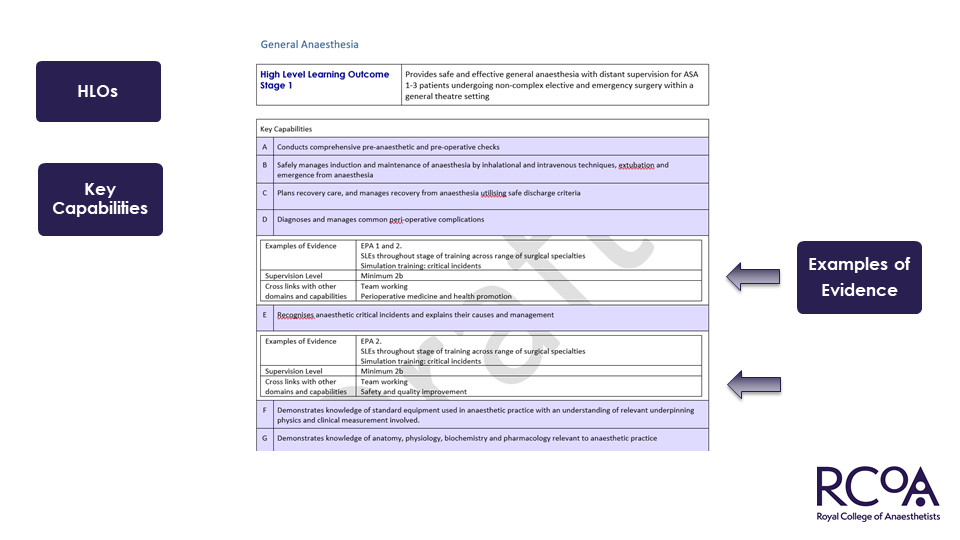 General Anaesthesia
HLOs
High Level Learning Outcome
Stage 1
Provides safe and effective general anaesthesia with distant supervision for ASA
1-3 patients undergoing non-complex elective and emergency surgery within a
general theatre setting
Key
Capabilities
Key Capabilities
A Conducts comprehensive pre-anaesthetic and pre-operative checks
B Safely manages induction and maintenance of anaesthesia by inhalational and intravenous techniques, extubation and
emergence from anaesthesia
C Plans recovery care, and manages recovery from anaesthesia utilising safe discharge criteria
D Diagnoses and manages common peri-operative complications
Examples of Evidence EPA 1 and 2.
SLEs throughout stage of training across range of surgical specialties
Simulation training: critical incidents
Supervision Level Minimum 2b
Cross links with other Team working
domains and capabilities Perioperative medicine and health promotion
Examples of
Evidence
E Recognises anaesthetic critical incidents and explains their causes and management
Examples of Evidence EPA 2.
SLEs throughout stage of training across range of surgical specialties
Simulation training: critical incidents
Supervision Level Minimum 2b
Cross links with other Team working
domains and capabilities Safety and quality improvement
F Demonstrates knowledge of standard equipment used in anaesthetic practice with an understanding of relevant underpinning
physics and clinical measurement involved.
G Demonstrates knowledge of anatomy, physiology, biochemistry and pharmacology relevant to anaesthetic practice
Draft
RCOA
Royal College of Anaesthetists